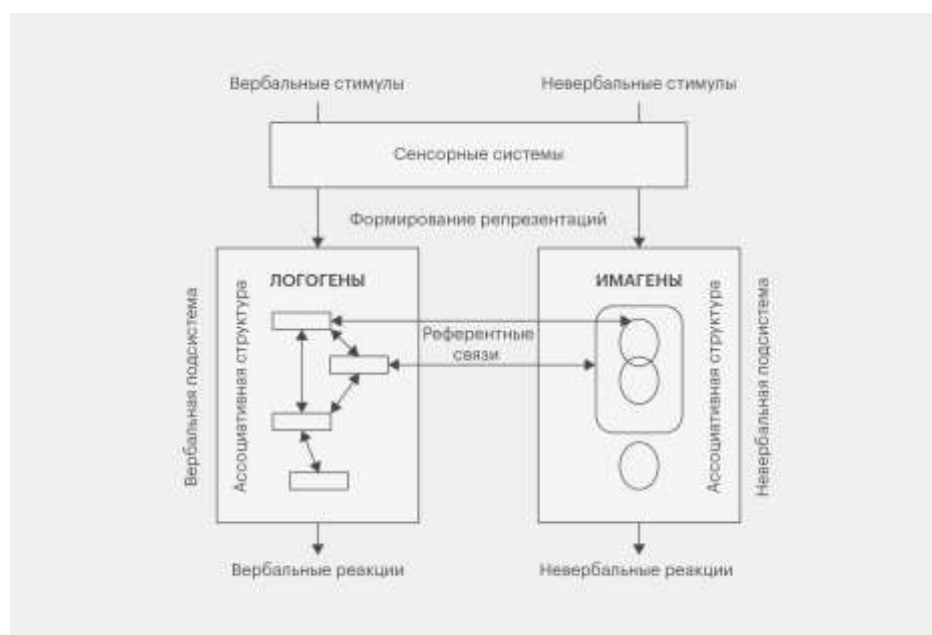 Вербальные стимулы
Невербальные стимулы
Сенсорные системы
Формирование репрезентаций
Вербальная подсистема
Ассоциативная структура
ЛОГОГЕНЫ
Референтные
связи
ИМАГЕНЫ
Ассоциативная структура
Невербальная подсистема
Вербальные реакции
Невербальные реакции